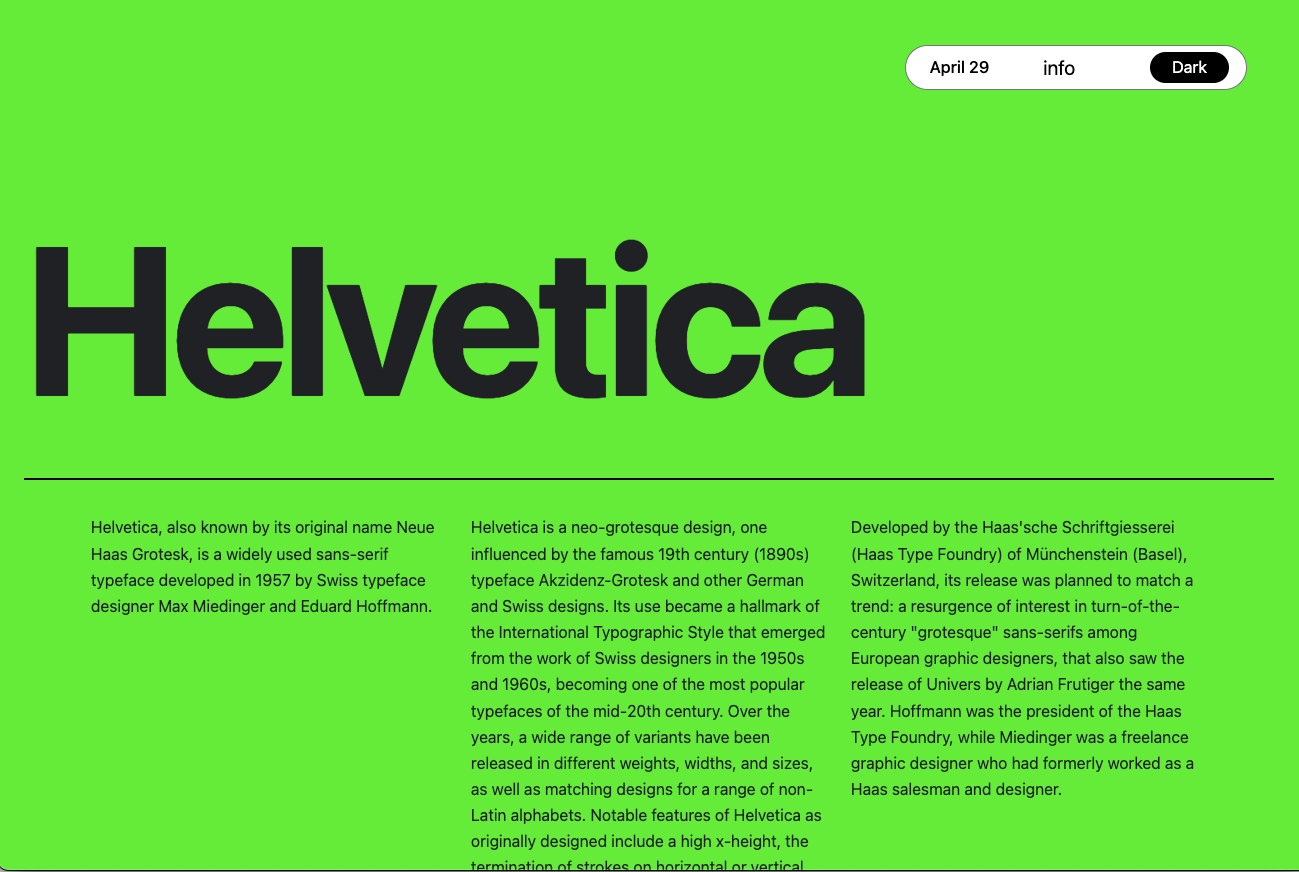 April 29 info Dark
Helvetica
Helvetica, also known by its original name Neue
Haas Grotesk, is a widely used sans-serif
typeface developed in 1957 by Swiss typeface
designer Max Miedinger and Eduard Hoffmann.
Helvetica is a neo-grotesque design, one
influenced by the famous 19th century (1890s)
typeface Akzidenz-Grotesk and other German
and Swiss designs. Its use became a hallmark of
the International Typographic Style that emerged
from the work of Swiss designers in the 1950s
and 1960s, becoming one of the most popular
typefaces of the mid-20th century. Over the
years, a wide range of variants have been
released in different weights, widths, and sizes,
as well as matching designs for a range of non-
Latin alphabets. Notable features of Helvetica as
originally designed include a high x-height, the
termination of strokes on horizontal or vertical
Developed by the Haas'sche Schriftgiesserei
(Haas Type Foundry) of Münchenstein (Basel),
Switzerland, its release was planned to match a
trend: a resurgence of interest in turn-of-the-
century "grotesque" sans-serifs among
European graphic designers, that also saw the
release of Univers by Adrian Frutiger the same
year. Hoffmann was the president of the Haas
Type Foundry, while Miedinger was a freelance
graphic designer who had formerly worked as a
Haas salesman and designer.